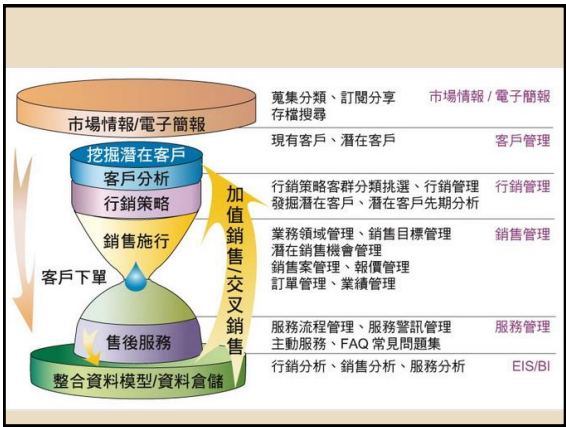 市場情報/電子簡報
挖掘潛在客戶
客戶分析
行銷策略
銷售施行
客戶下單
售後服務
整合資料模型/資料倉儲
加值銷售/交叉銷售
蒐集分類、訂閱分享
存檔搜尋
市場情報 / 電子簡報
現有客戶、潛在客戶
客戶管理
行銷策略客群分類挑選、行銷管理
發掘潛在客戶、潛在客戶先期分析
行銷管理
業務領域管理、銷售目標管理
潛在銷售機會管理
銷售案管理、報價管理
訂單管理、業績管理
銷售管理
服務流程管理、服務警訊管理
主動服務、FAQ 常見問題集
服務管理
行銷分析、銷售分析、服務分析
EIS/BI